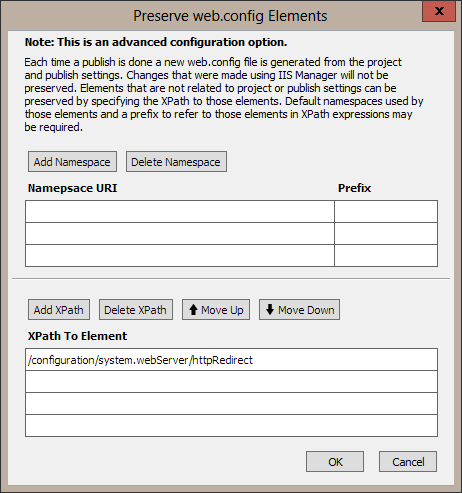 Preserve web.config Elements
x
Note: This is an advanced configuration option.
Each time a publish is done a new web.config file is generated from the project
and publish settings. Changes that were made using IIS Manager will not be
preserved. Elements that are not related to project or publish settings can be
preserved by specifying the XPath to those elements. Default namespaces used by
those elements and a prefix to refer to those elements in XPath expressions may
be required.
Add Namespace Delete Namespace
Namepsace URI Prefix
Add XPath Delete XPath Move Up Move Down
XPath To Element
/configuration/system.webServer/httpRedirect
OK Cancel